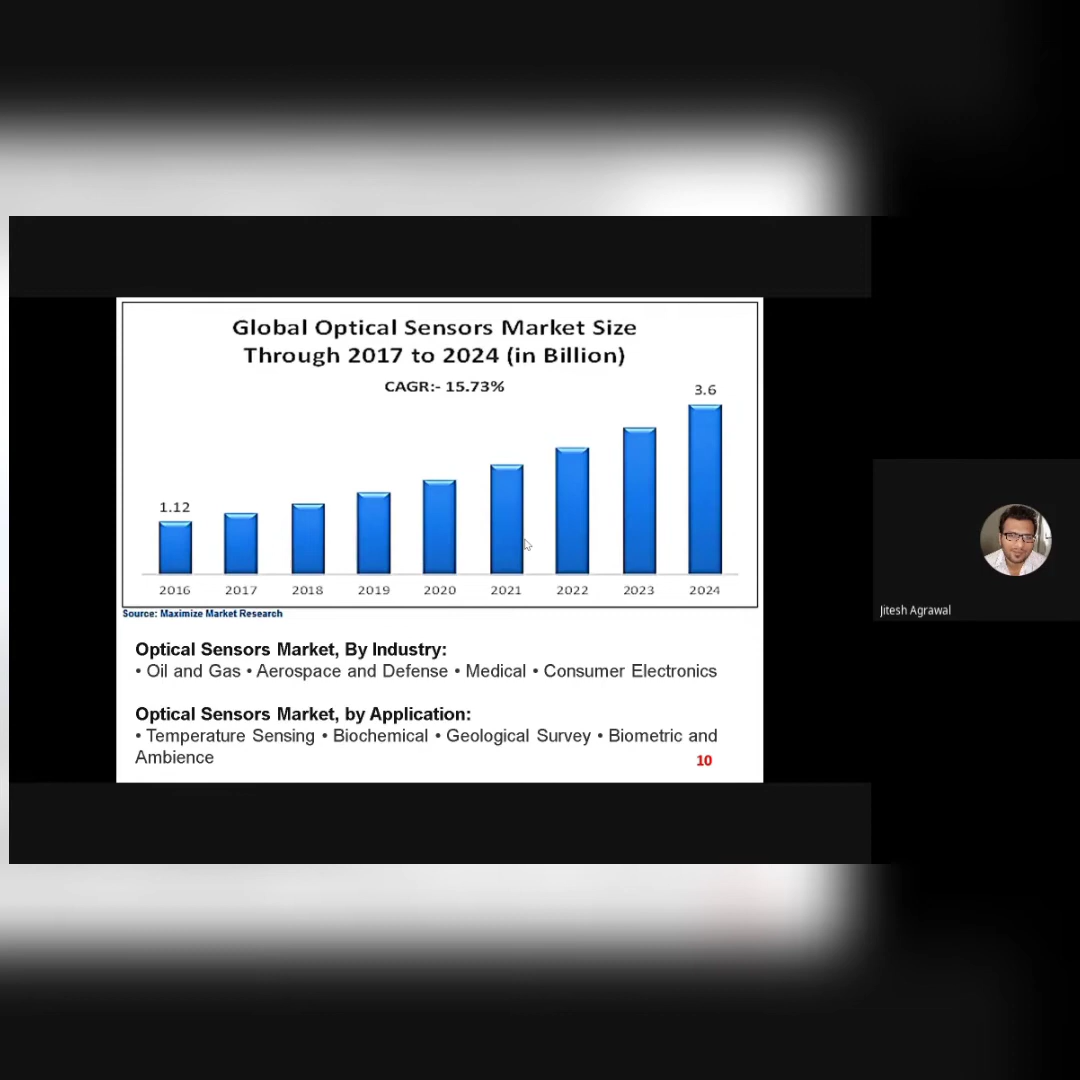 Global Optical Sensors Market Size
Through 2017 to 2024 (in Billion)
CAGR:- 15.73%
3.6
1.12
2016 2017 2018 2019 2020 2021 2022 2023 2024
Source: Maximize Market Research
Optical Sensors Market, By Industry:
• Oil and Gas • Aerospace and Defense • Medical • Consumer Electronics
Optical Sensors Market, by Application:
• Temperature Sensing • Biochemical • Geological Survey • Biometric and
Ambience
10
Jitesh Agrawal